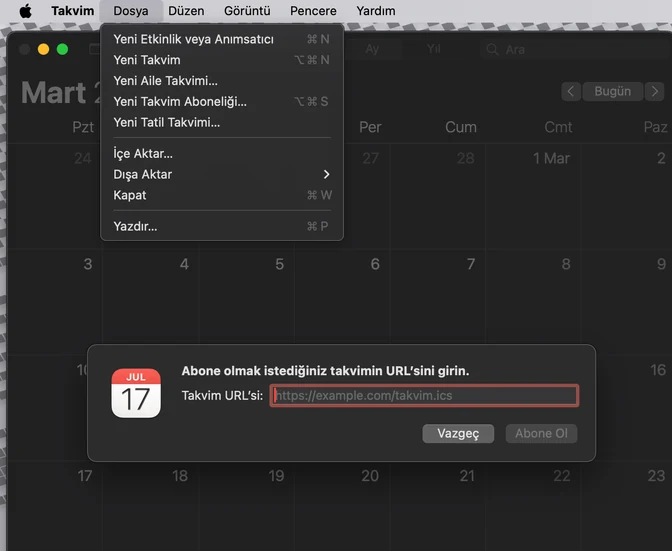 Takvim Dosya Düzen Görüntü Pencere Yardım
Yeni Etkinlik veya Anımsatıcı ⌘ N
Yeni Takvim ⌥ ⌘ N
Yeni Aile Takvimi...
Yeni Takvim Aboneliği... ⌥ ⌘ S
Yeni Tatil Takvimi...
İçe Aktar...
Dışa Aktar
Kapat ⌘ W
Yazdır... ⌘ P
Ay Yıl Ara
Mart 2
Bugün
Pzt Per Cum Cmt Paz
24 27 28 1 Mar 2
3 4 5 6 7 8 9
16
JUL
17
Abone olmak istediğiniz takvimin URL'sini girin.
Takvim URL'si: https://example.com/takvim.ics
Vazgeç Abone Ol
17 18 19 20 21 22 23